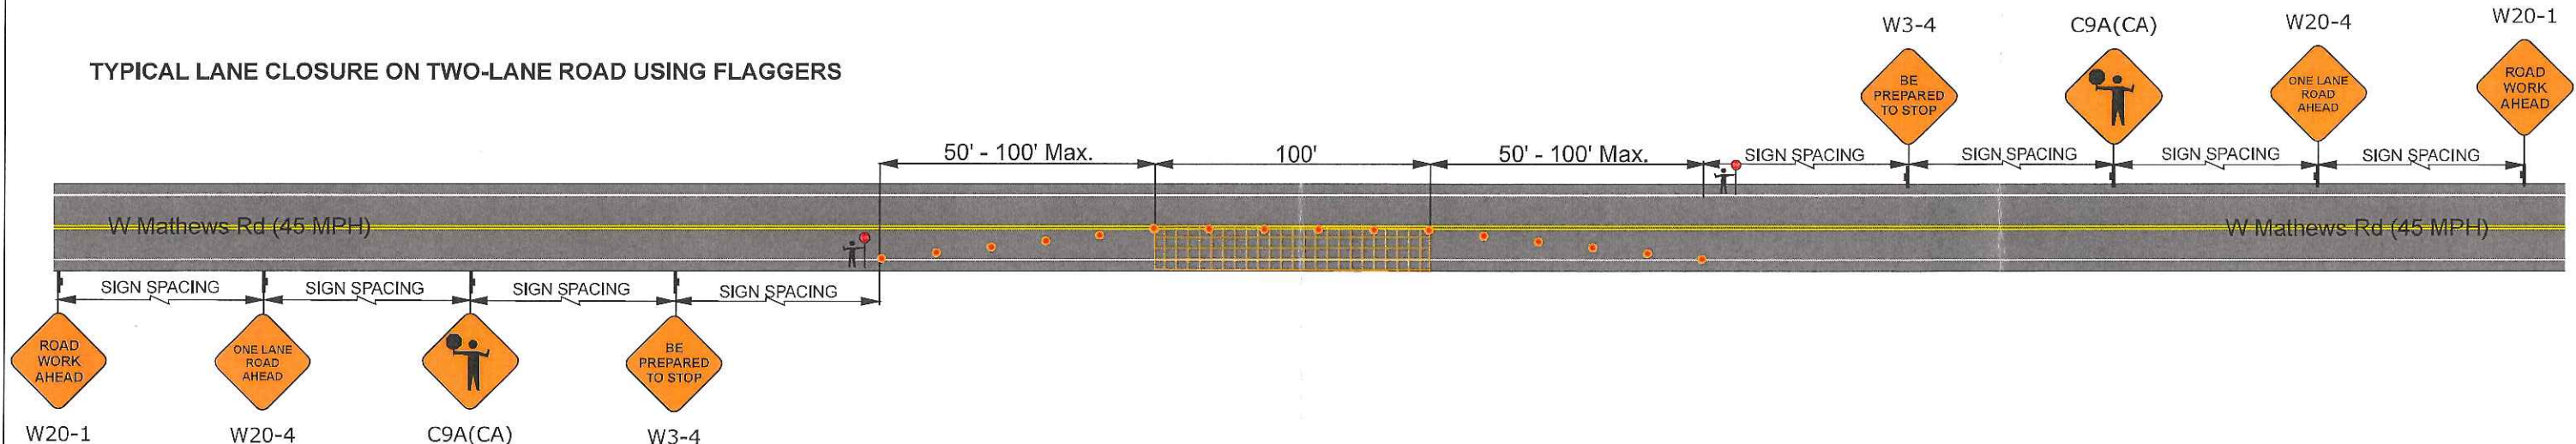 W3-4
C9A(CA)
W20-4
W20-1
TYPICAL LANE CLOSURE ON TWO-LANE ROAD USING FLAGGERS
BE
PREPARED
TO STOP
ONE LANE
ROAD
AHEAD
ROAD
WORK
AHEAD
50' - 100' Max.
100'
50' - 100' Max.
SIGN SPACING
SIGN SPACING
SIGN SPACING
SIGN SPACING
W Mathews Rd (45 MPH)
W Mathews Rd (45 MPH)
SIGN SPACING
SIGN SPACING
SIGN SPACING
SIGN SPACING
ROAD
WORK
AHEAD
ONE LANE
ROAD
AHEAD
BE
PREPARED
TO STOP
W20-1
W20-4
C9A(CA)
W3-4